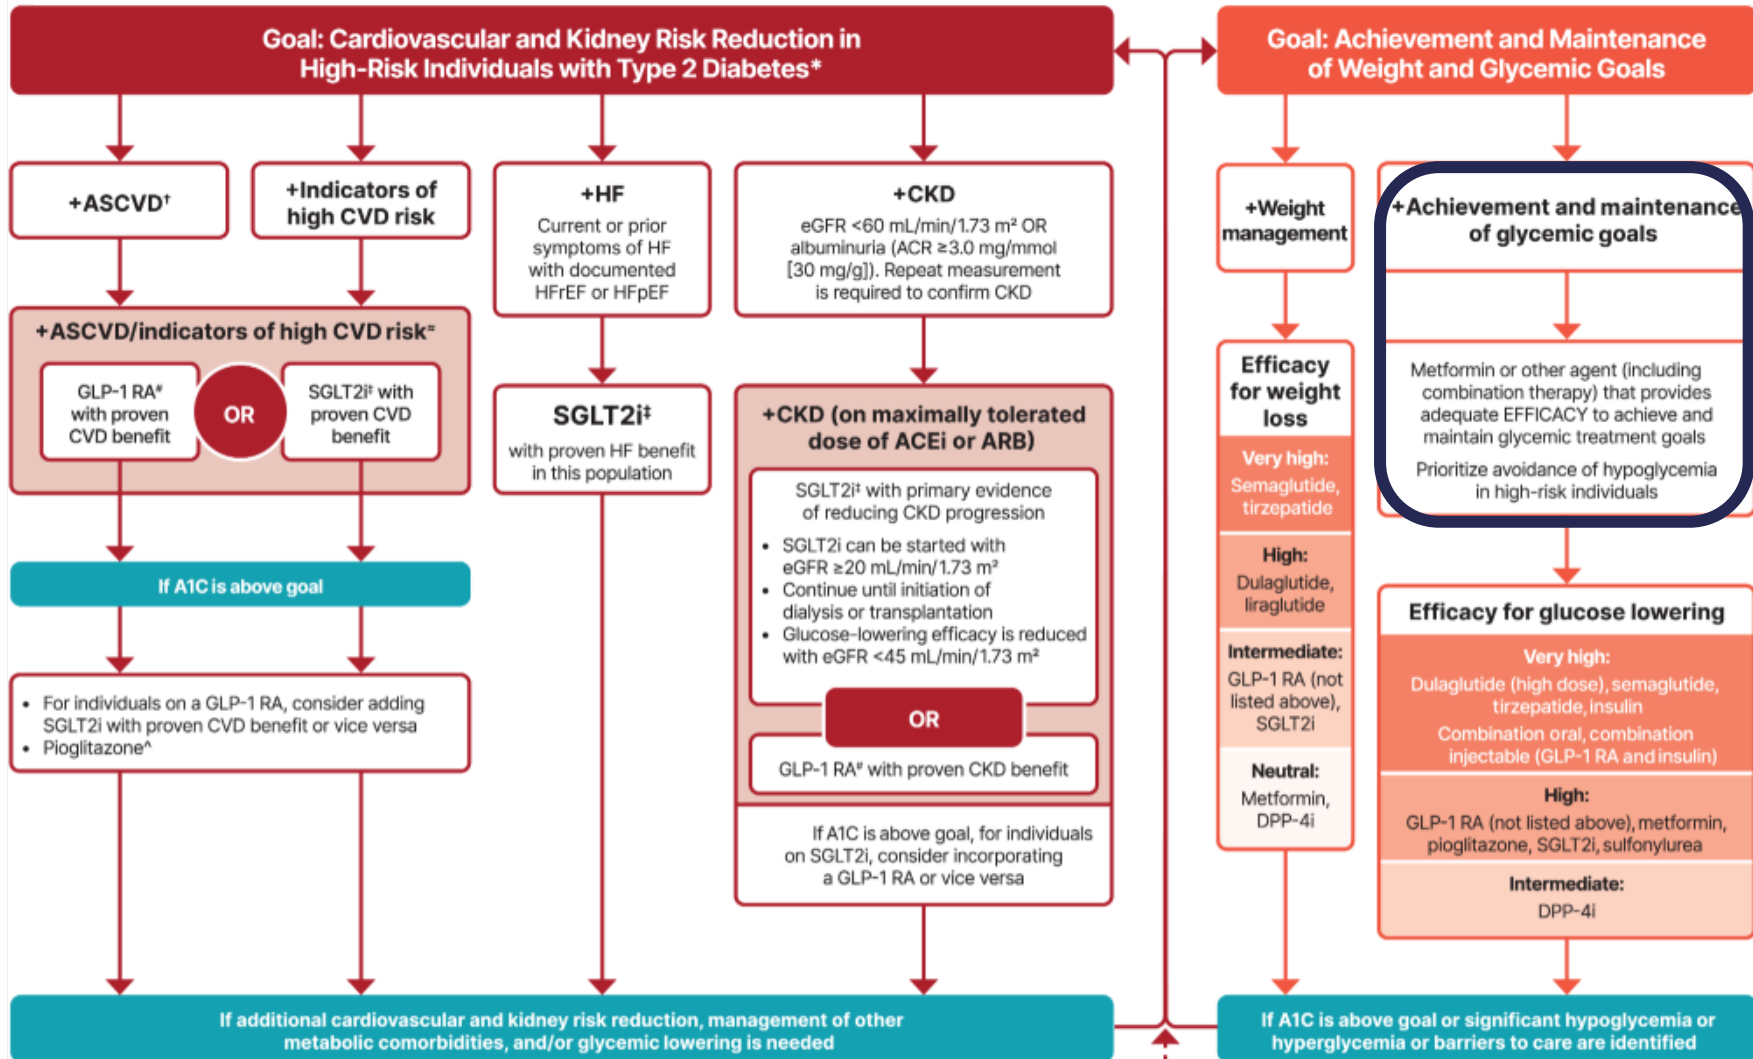 Goal: Cardiovascular and Kidney Risk Reduction in
High-Risk Individuals with Type 2 Diabetes*
+ASCVD†
+Indicators of
high CVD risk
+ASCVD/indicators of high CVD risk≈
GLP-1 RA#
with proven
CVD benefit
OR
SGLT2i‡ with
proven CVD
benefit
If A1C is above goal
• For individuals on a GLP-1 RA, consider adding
SGLT2i with proven CVD benefit or vice versa
• Pioglitazone^
+HF
Current or prior
symptoms of HF
with documented
HFrEF or HFpEF
SGLT2i‡
with proven HF benefit
in this population
+CKD
eGFR <60 mL/min/1.73 m² OR
albuminuria (ACR ≥3.0 mg/mmol
[30 mg/g]). Repeat measurement
is required to confirm CKD
+CKD (on maximally tolerated
dose of ACEi or ARB)
SGLT2i‡ with primary evidence
of reducing CKD progression
• SGLT2i can be started with
eGFR ≥20 mL/min/1.73 m²
• Continue until initiation of
dialysis or transplantation
• Glucose-lowering efficacy is reduced
with eGFR <45 mL/min/1.73 m²
OR
GLP-1 RA# with proven CKD benefit
If A1C is above goal, for individuals
on SGLT2i, consider incorporating
a GLP-1 RA or vice versa
If additional cardiovascular and kidney risk reduction, management of other
metabolic comorbidities, and/or glycemic lowering is needed
Goal: Achievement and Maintenance
of Weight and Glycemic Goals
+Weight
management
Efficacy
for weight
loss
Very high:
Semaglutide,
tirzepatide
High:
Dulaglutide,
liraglutide
Intermediate:
GLP-1 RA (not
listed above),
SGLT2i
Neutral:
Metformin,
DPP-4i
+Achievement and maintenance
of glycemic goals
Metformin or other agent (including
combination therapy) that provides
adequate EFFICACY to achieve and
maintain glycemic treatment goals
Prioritize avoidance of hypoglycemia
in high-risk individuals
Efficacy for glucose lowering
Very high:
Dulaglutide (high dose), semaglutide,
tirzepatide, insulin
Combination oral, combination
injectable (GLP-1 RA and insulin)
High:
GLP-1 RA (not listed above), metformin,
pioglitazone, SGLT2i, sulfonylurea
Intermediate:
DPP-4i
If A1C is above goal or significant hypoglycemia or
hyperglycemia or barriers to care are identified